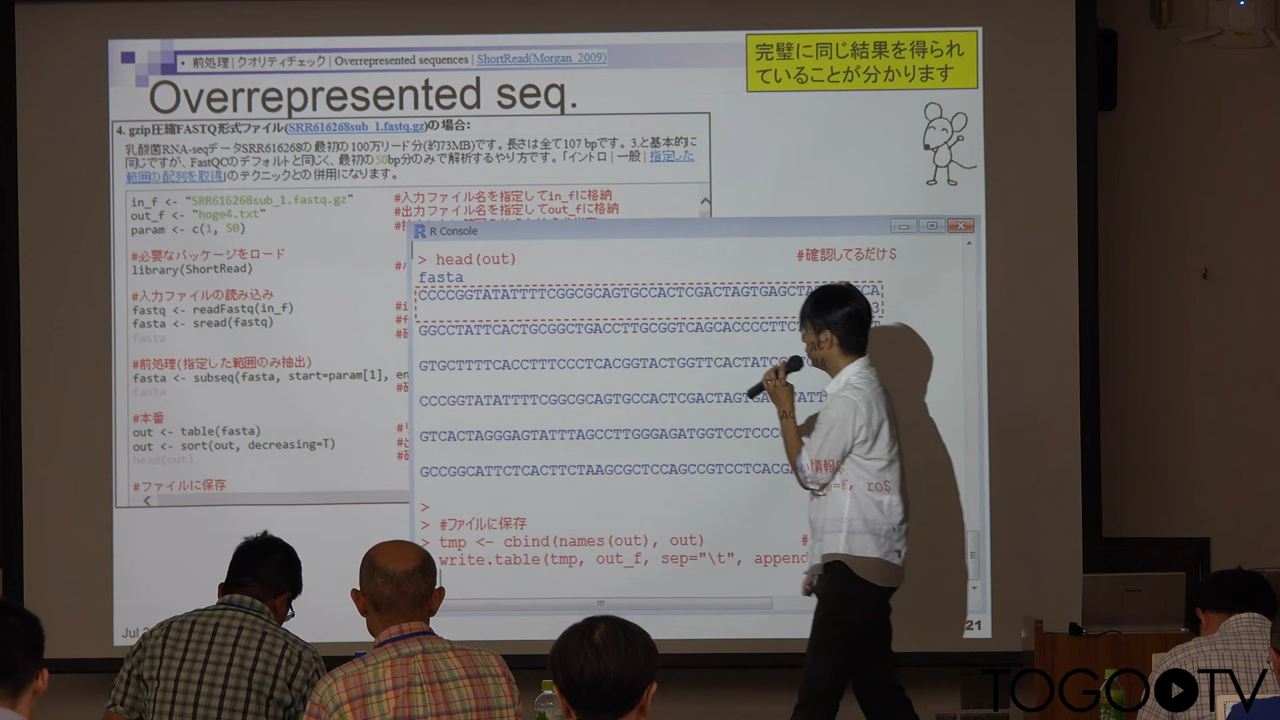 ・前処理 | クオリティチェック | Overrepresented sequences | ShortRead(Morgan_2009)
Overrepresented seq.
完璧に同じ結果を得られ
ていることが分かります
4. gzip圧縮FASTQ形式ファイル(SRR616268sub_1.fastq.gz)の場合:
乳酸菌RNA-seqデータSRR616268の最初の100万リード分(約73MB)です。長さは全て107 bpです。3.と基本的に
同じですが、FastQCのデフォルトと同じく、最初の50bp分のみで解析するやり方です。「イントロ | 一般 | 指定した
範囲の配列を取得」のテクニックとの併用になります。
in_f <- "SRR616268sub_1.fastq.gz" #入力ファイル名を指定してin_fに格納
out_f <- "hoge4.txt" #出力ファイル名を指定してout_fに格納
param <- c(1, 50)
#必要なパッケージをロード
library(ShortRead)
#入力ファイルの読み込み
fastq <- readFastq(in_f)
fasta <- sread(fastq)
fasta
#前処理(指定した範囲のみ抽出)
fasta <- subseq(fasta, start=param[1], en
fasta
#本番
out <- table(fasta)
out <- sort(out, decreasing=T)
head(out)
#ファイルに保存
R Console
> head(out) #確認してるだけ$
fasta
CCCCGGTATATTTTCGGCGCAGTGCCACTCGACTAGTGAGCTA
CA
3
GGCCTATTCACTGCGGCTGACCTTGCGGTCAGCACCCCTTCT
T
GTGCTTTTCACCTTTCCCTCACGGTACTGGTTCACTATC
CCCGGTATATTTTCGGCGCAGTGCCACTCGACTAGTGA
GTCACTAGGGAGTATTTAGCCTTGGGAGATGGTCCTCCC
GCCGGCATTCTCACTTCTAAGCGCTCCAGCCGTCCTCACG
情報$
>
> #ファイルに保存
> tmp <- cbind(names(out), out) #
write.table(tmp, out_f, sep="\t", append
=F, ro$
Jul
21
TOGO TV